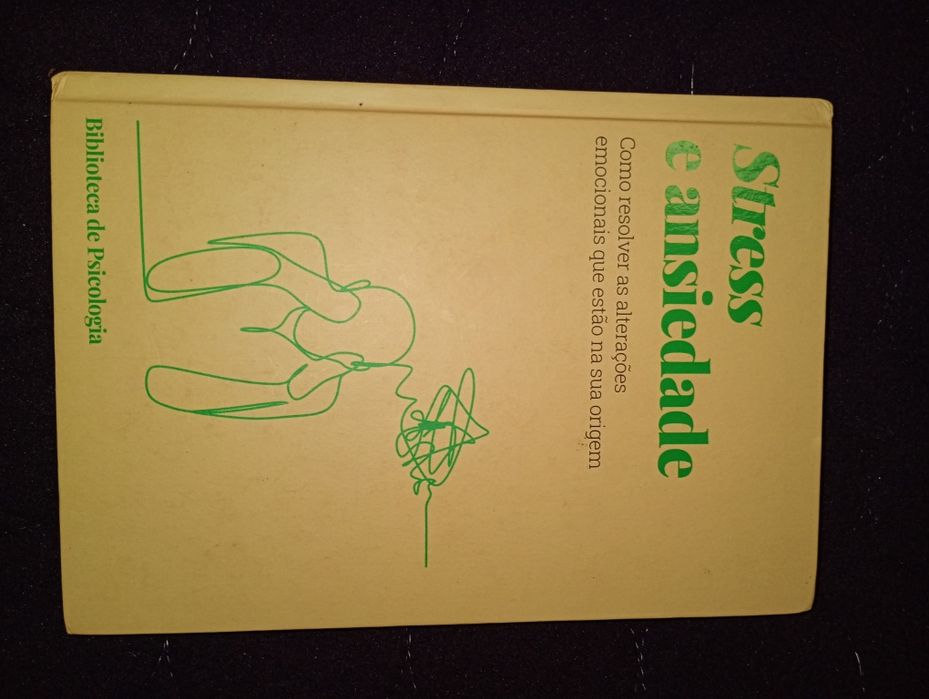 Stress
e ansiedade
Como resolver as alterações
emocionais que estão na sua origem
Biblioteca de Psicologia